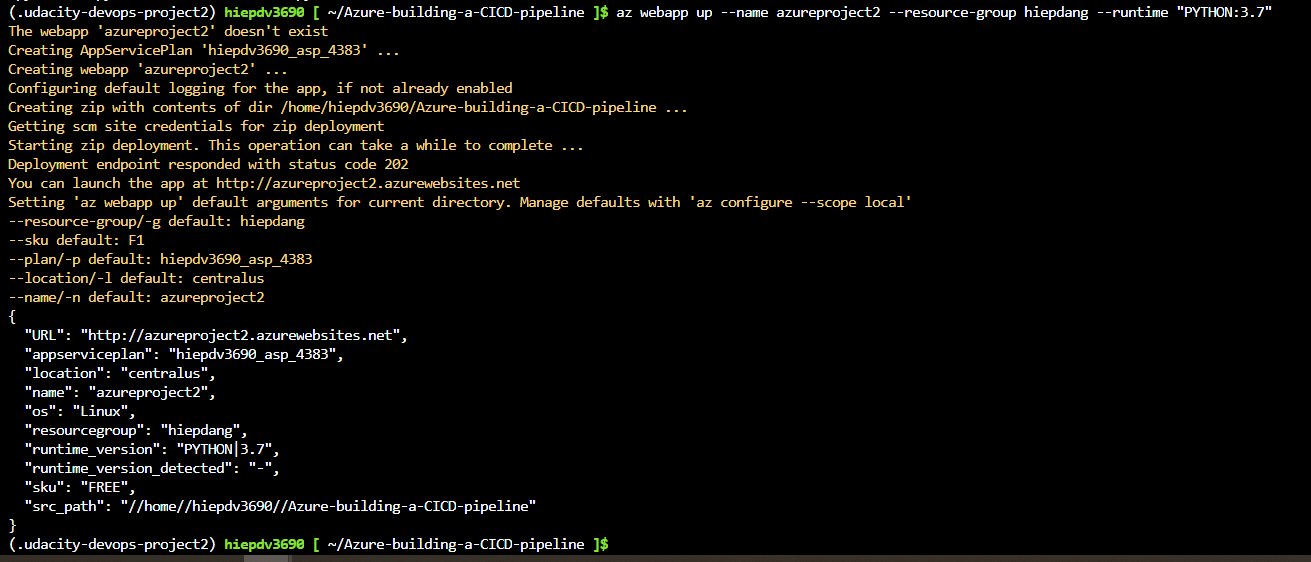 (.udacity-devops-project2) hiepdv3690 [ ~/Azure-building-a-CICD-pipeline ]$ az webapp up --name azureproject2 --resource-group hiepdang --runtime "PYTHON:3.7"
The webapp 'azureproject2' doesn't exist
Creating AppServicePlan 'hiepdv3690_asp_4383' ...
Creating webapp 'azureproject2' ...
Configuring default logging for the app, if not already enabled
Creating zip with contents of dir /home/hiepdv3690/Azure-building-a-CICD-pipeline ...
Getting scm site credentials for zip deployment
Starting zip deployment. This operation can take a while to complete ...
Deployment endpoint responded with status code 202
You can launch the app at http://azureproject2.azurewebsites.net
Setting 'az webapp up' default arguments for current directory. Manage defaults with 'az configure --scope local'
--resource-group/-g default: hiepdang
--sku default: F1
--plan/-p default: hiepdv3690_asp_4383
--location/-l default: centralus
--name/-n default: azureproject2
{
  "URL": "http://azureproject2.azurewebsites.net",
  "appserviceplan": "hiepdv3690_asp_4383",
  "location": "centralus",
  "name": "azureproject2",
  "os": "Linux",
  "resourcegroup": "hiepdang",
  "runtime_version": "PYTHON|3.7",
  "runtime_version_detected": "-",
  "sku": "FREE",
  "src_path": "//home//hiepdv3690//Azure-building-a-CICD-pipeline"
}
(.udacity-devops-project2) hiepdv3690 [ ~/Azure-building-a-CICD-pipeline ]$